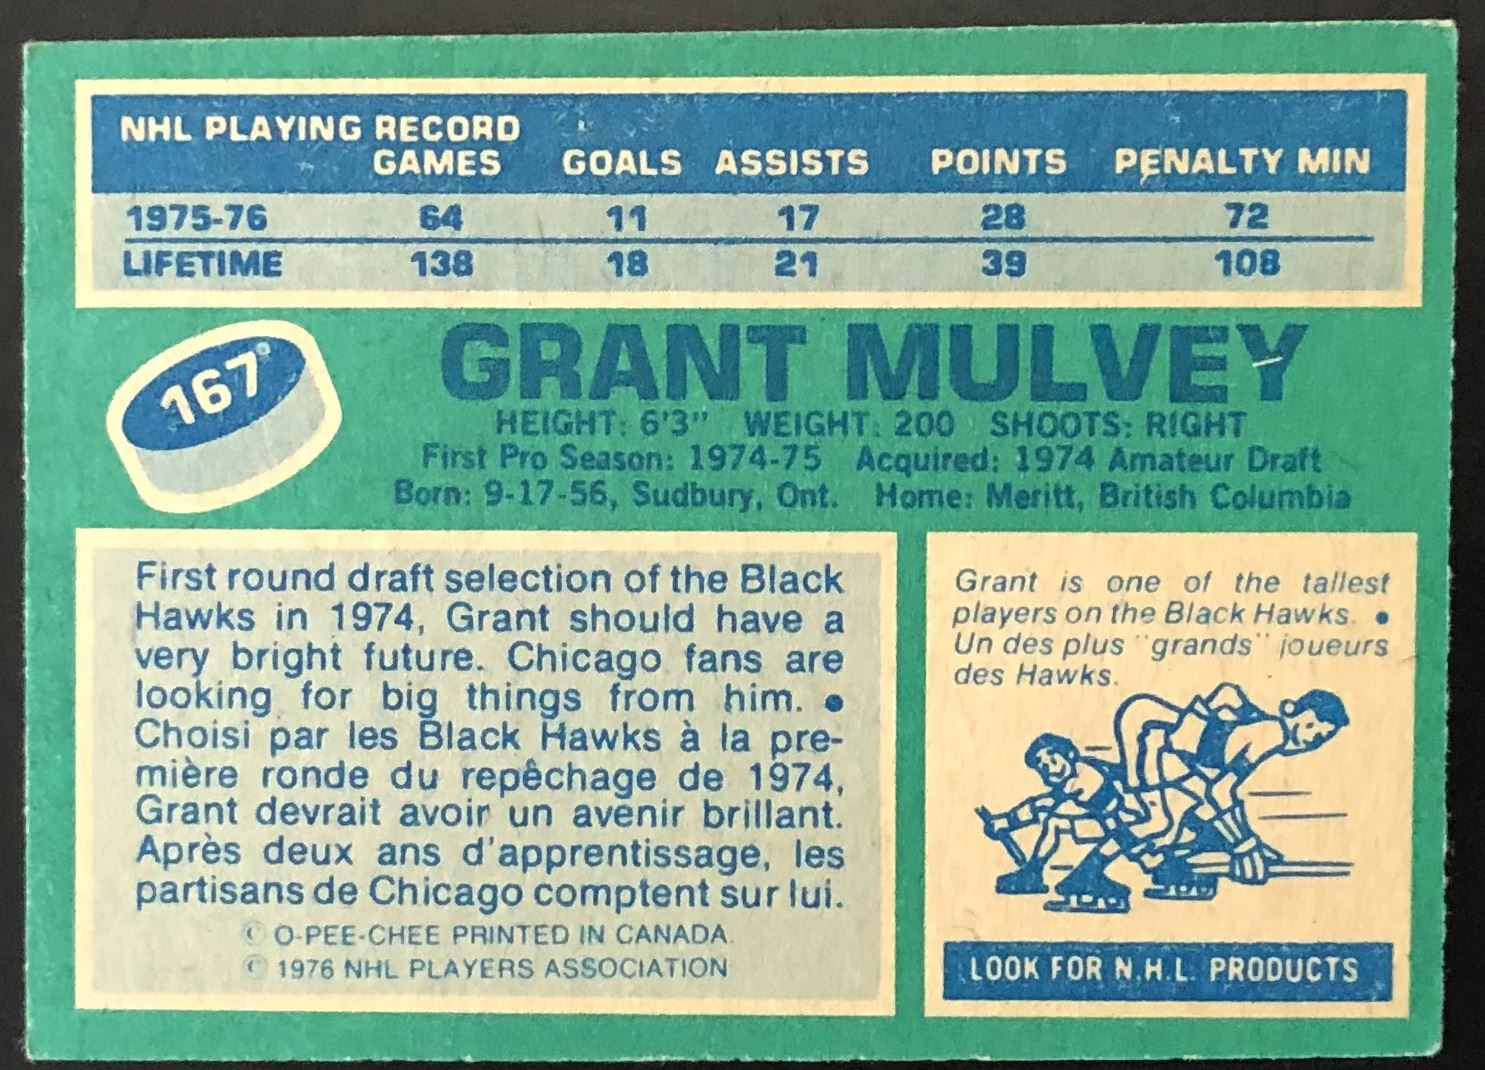 NHL PLAYING RECORD
GAMES GOALS ASSISTS POINTS PENALTY MIN
1975-76 64 11 17 28 72
LIFETIME 138 18 21 39 108
167
GRANT MULVEY
HEIGHT: 6'3" WEIGHT: 200 SHOOTS: RIGHT
First Pro Season: 1974-75 Acquired: 1974 Amateur Draft
Born: 9-17-56, Sudbury, Ont. Home: Meritt, British Columbia
First round draft selection of the Black
Hawks in 1974, Grant should have a
very bright future. Chicago fans are
looking for big things from him. •
Choisi par les Black Hawks à la pre-
mière ronde du repêchage de 1974,
Grant devrait avoir un avenir brillant.
Après deux ans d'apprentissage, les
partisans de Chicago comptent sur lui.
© O-PEE-CHEE PRINTED IN CANADA
© 1976 NHL PLAYERS ASSOCIATION
Grant is one of the tallest
players on the Black Hawks. •
Un des plus "grands" joueurs
des Hawks.
LOOK FOR N.H.L. PRODUCTS